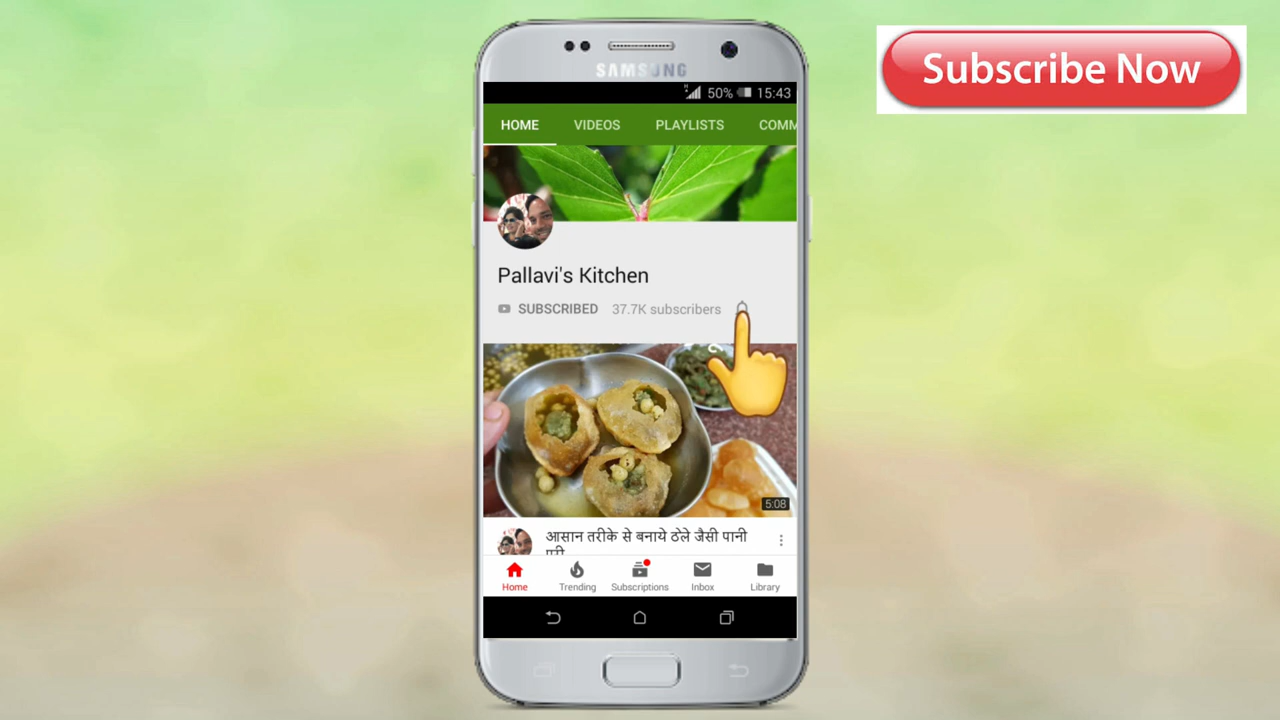 Subscribe Now
SAMSUNG
50% 15:43
HOME VIDEOS PLAYLISTS COMM
Pallavi's Kitchen
SUBSCRIBED 37.7K subscribers
5:08
आसान तरीके से बनाये ठेले जैसी पानी
पुरी
Home Trending Subscriptions Inbox Library